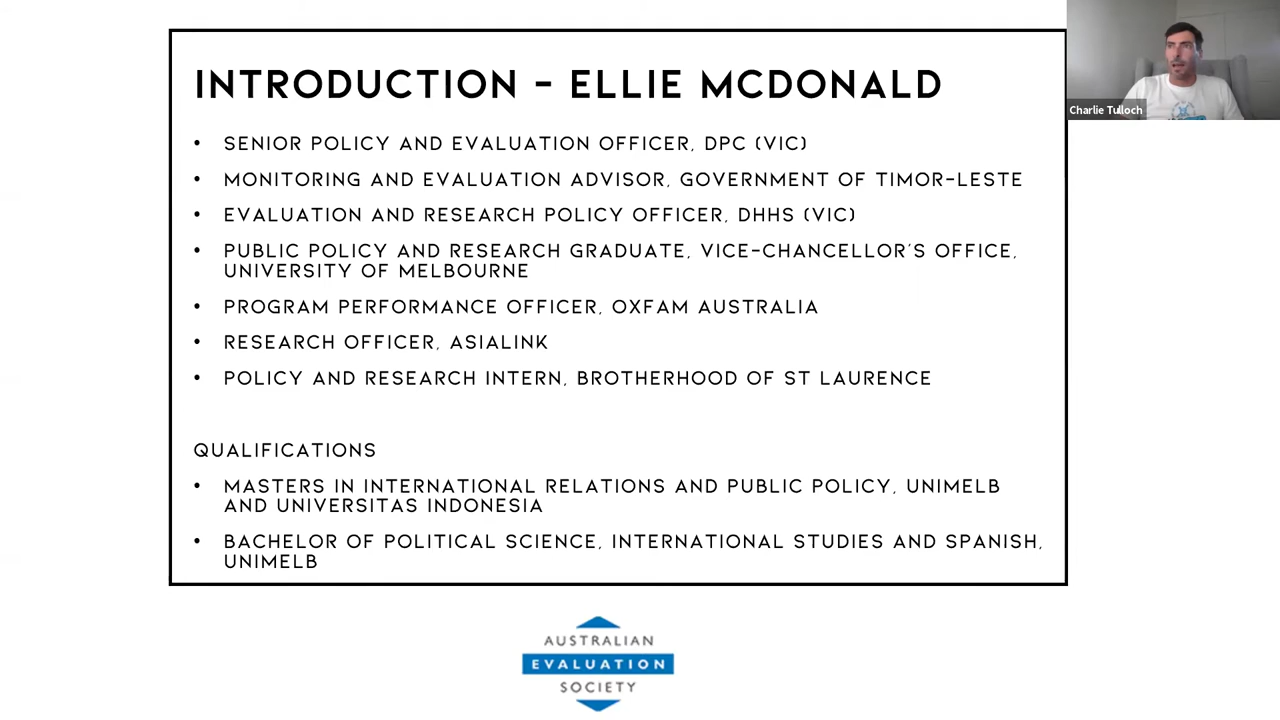 INTRODUCTION - ELLIE MCDONALD
• SENIOR POLICY AND EVALUATION OFFICER, DPC (VIC)
• MONITORING AND EVALUATION ADVISOR, GOVERNMENT OF TIMOR-LESTE
• EVALUATION AND RESEARCH POLICY OFFICER, DHHS (VIC)
• PUBLIC POLICY AND RESEARCH GRADUATE, VICE-CHANCELLOR'S OFFICE,
UNIVERSITY OF MELBOURNE
• PROGRAM PERFORMANCE OFFICER, OXFAM AUSTRALIA
• RESEARCH OFFICER, ASIALINK
• POLICY AND RESEARCH INTERN, BROTHERHOOD OF ST LAURENCE
QUALIFICATIONS
• MASTERS IN INTERNATIONAL RELATIONS AND PUBLIC POLICY, UNIMELB
AND UNIVERSITAS INDONESIA
• BACHELOR OF POLITICAL SCIENCE, INTERNATIONAL STUDIES AND SPANISH,
UNIMELB
Charlie Tulloch
AUSTRALIAN
EVALUATION
SOCIETY